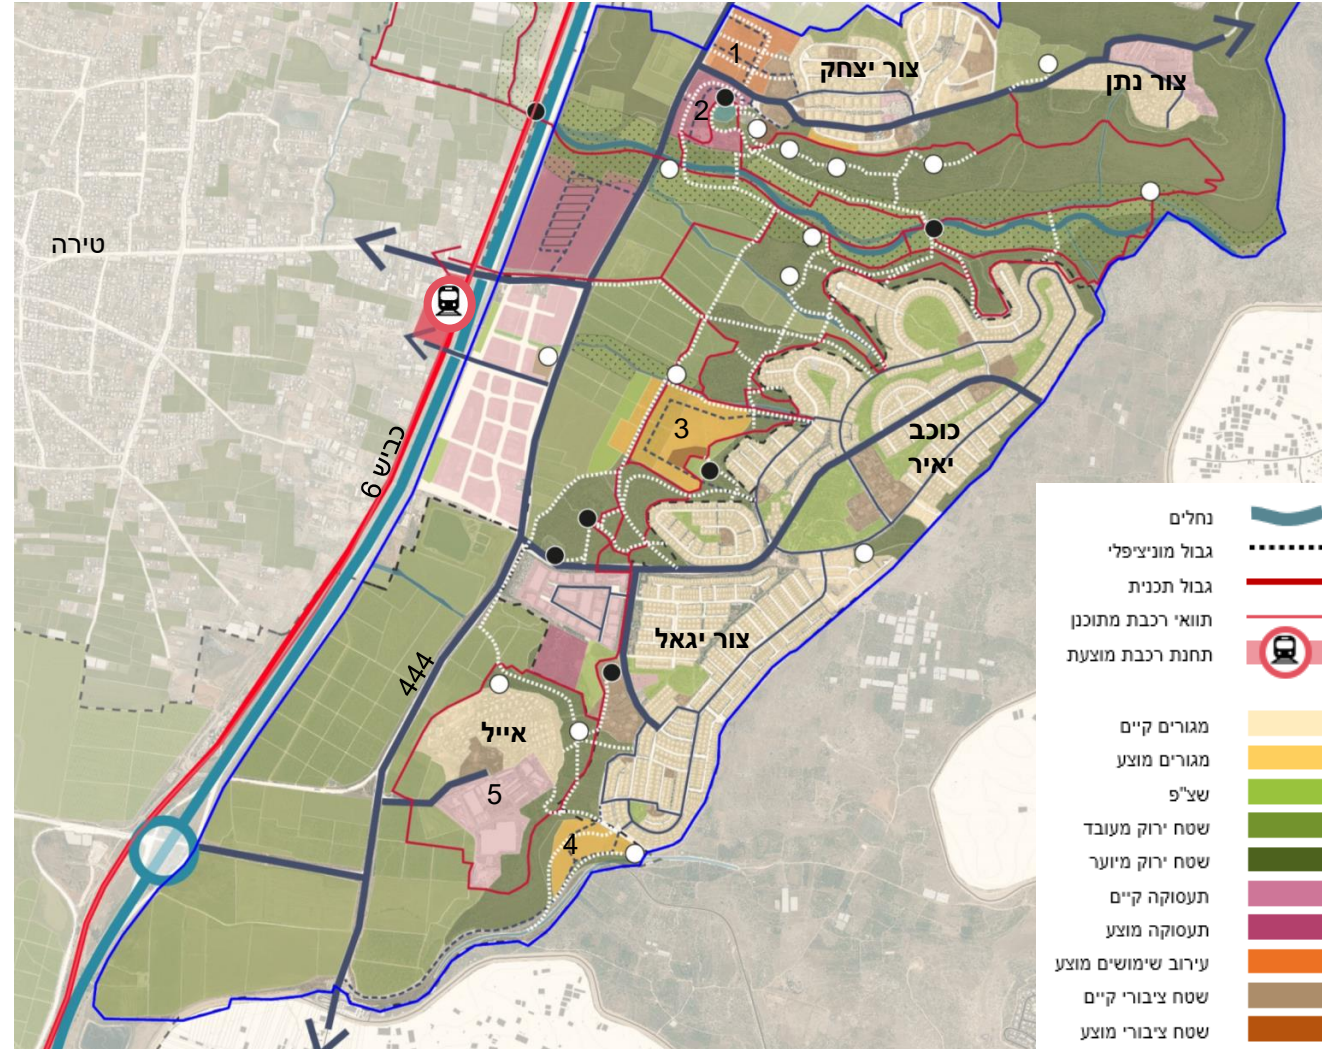 1
צור יצחק
צור נתן
2
טירה
3
כוכב
יאיר
כביש 6
צור יגאל
444
אייל
5
4
נחלים
גבול מוניציפלי
גבול תכנית
תוואי רכבת מתוכנן
תחנת רכבת מוצעת
מגורים קיים
מגורים מוצע
שצ"פ
שטח ירוק מעובד
שטח ירוק מיוער
תעסוקה קיים
תעסוקה מוצע
עירוב שימושים מוצע
שטח ציבורי קיים
שטח ציבורי מוצע